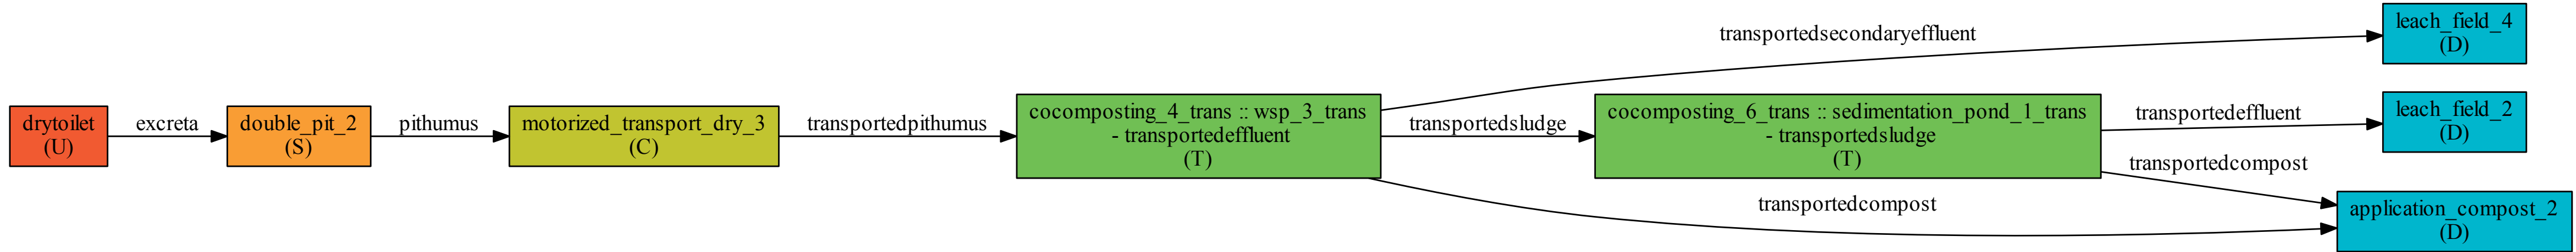 drytoilet
(U)
excreta
double_pit_2
(S)
pithumus
motorized_transport_dry_3
(C)
transportedpithumus
cocomposting_4_trans :: wsp_3_trans
- transportedeffluent
(T)
transportedsecondaryeffluent
transportedsludge
transportedcompost
cocomposting_6_trans :: sedimentation_pond_1_trans
- transportedsludge
(T)
transportedeffluent
transportedcompost
leach_field_4
(D)
leach_field_2
(D)
application_compost_2
(D)